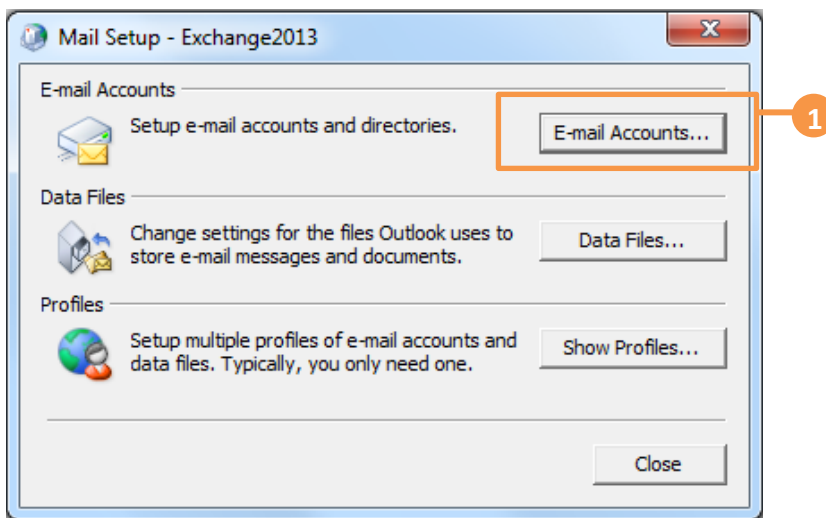 Mail Setup - Exchange2013
E-mail Accounts
Setup e-mail accounts and directories.
E-mail Accounts...
1
Data Files
Change settings for the files Outlook uses to
store e-mail messages and documents.
Data Files...
Profiles
Setup multiple profiles of e-mail accounts and
data files. Typically, you only need one.
Show Profiles...
Close